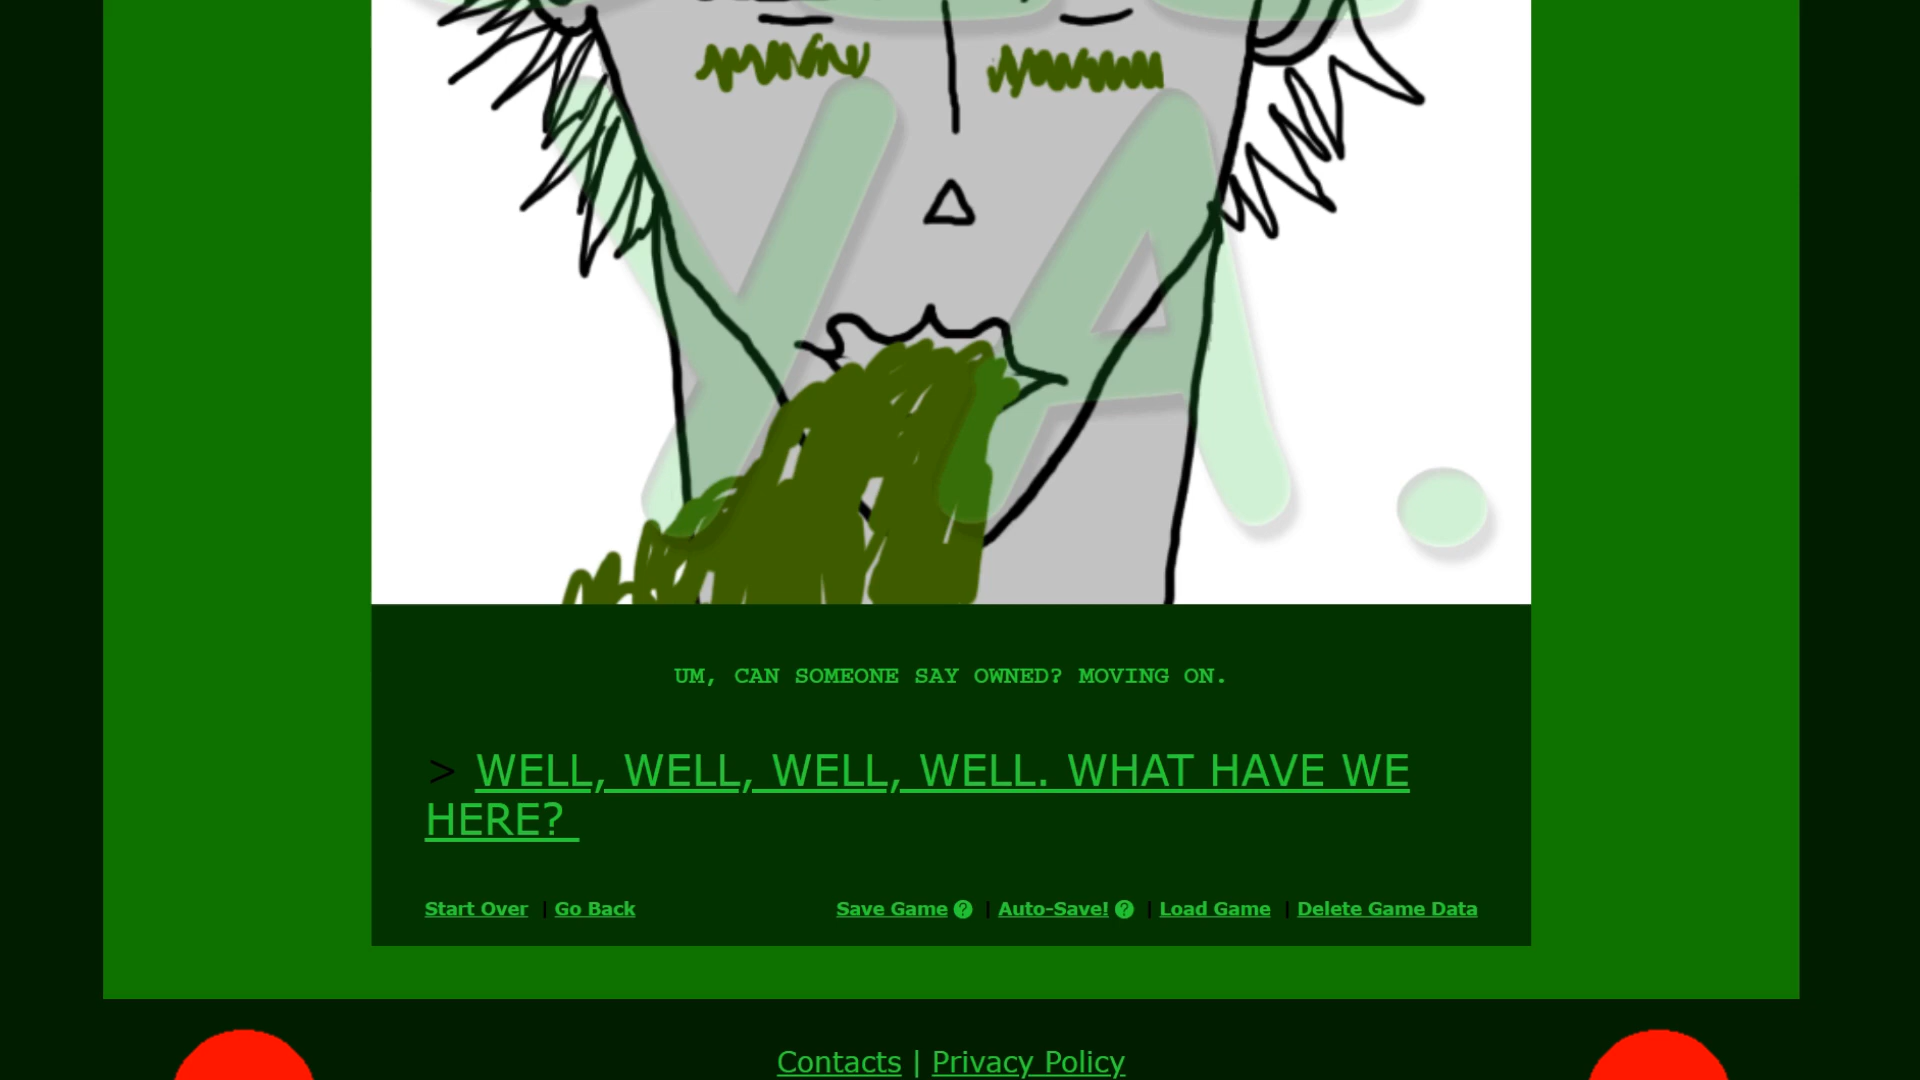 YA.
UM, CAN SOMEONE SAY OWNED? MOVING ON.
> WELL, WELL, WELL, WELL. WHAT HAVE WE
HERE?
Start Over | Go Back Save Game ? | Auto-Save! ? | Load Game | Delete Game Data
Contacts | Privacy Policy